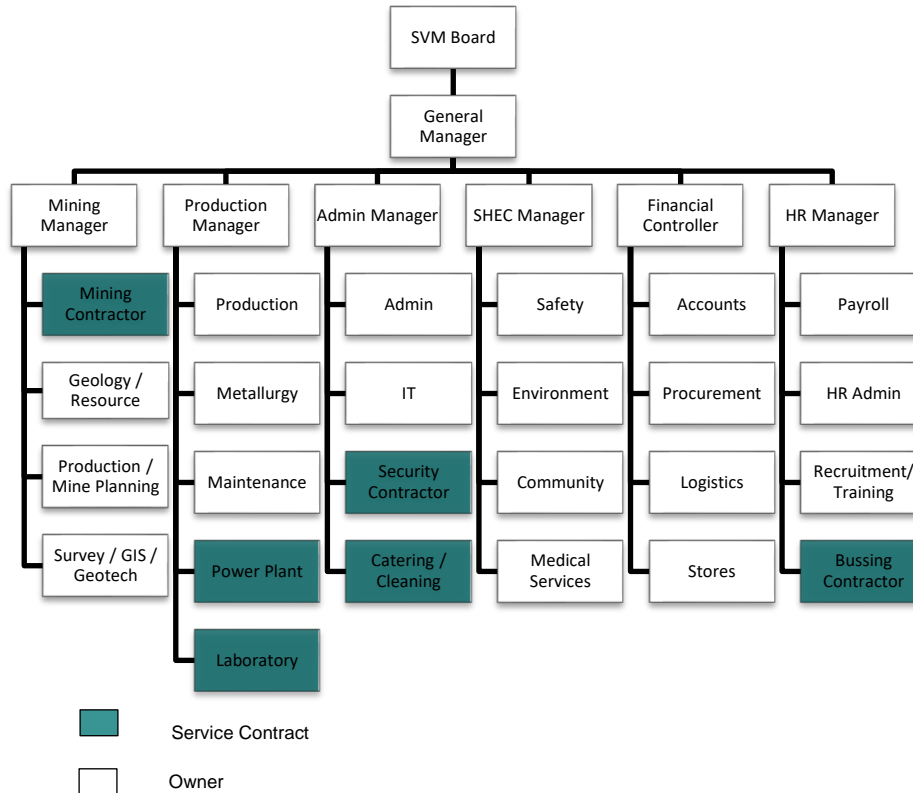 SVM Board
General
Manager
Mining
Manager
Production
Manager
Admin Manager
SHEC Manager
Financial
Controller
HR Manager
Mining
Contractor
Production
Admin
Safety
Accounts
Payroll
Geology /
Resource
Metallurgy
IT
Environment
Procurement
HR Admin
Production /
Mine Planning
Maintenance
Security
Contractor
Community
Logistics
Recruitment/
Training
Survey / GIS /
Geotech
Power Plant
Catering /
Cleaning
Medical
Services
Stores
Bussing
Contractor
Laboratory
Service Contract
Owner